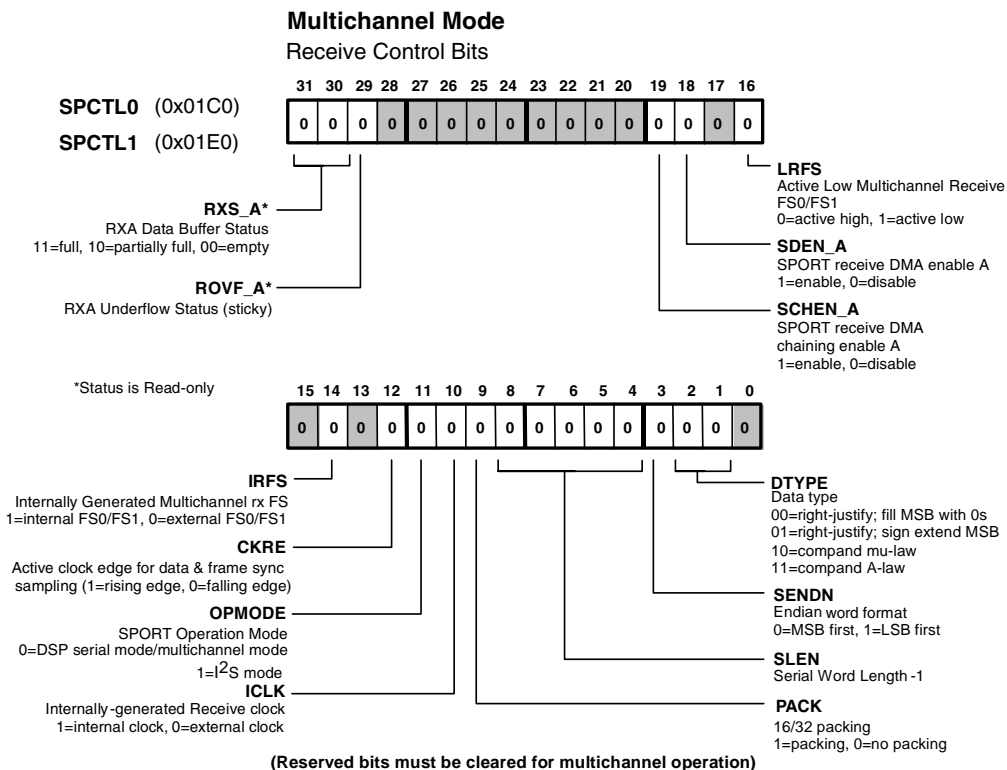 Multichannel Mode
Receive Control Bits
31 30 29 28 27 26 25 24 23 22 21 20 19 18 17 16
SPCTL0 (0x01C0)
SPCTL1 (0x01E0)
0 0 0 0 0 0 0 0 0 0 0 0 0 0 0 0
RXS_A*
RXA Data Buffer Status
11=full, 10=partially full, 00=empty
ROVF_A*
RXA Underflow Status (sticky)
LRFS
Active Low Multichannel Receive
FS0/FS1
0=active high, 1=active low
SDEN_A
SPORT receive DMA enable A
1=enable, 0=disable
SCHEN_A
SPORT receive DMA
chaining enable A
1=enable, 0=disable
*Status is Read-only
15 14 13 12 11 10 9 8 7 6 5 4 3 2 1 0
0 0 0 0 0 0 0 0 0 0 0 0 0 0 0 0
IRFS
Internally Generated Multichannel rx FS
1=internal FS0/FS1, 0=external FS0/FS1
CKRE
Active clock edge for data & frame sync
sampling (1=rising edge, 0=falling edge)
OPMODE
SPORT Operation Mode
0=DSP serial mode/multichannel mode
1=I2S mode
ICLK
Internally-generated Receive clock
1=internal clock, 0=external clock
DTYPE
Data type
00=right-justify; fill MSB with 0s
01=right-justify; sign extend MSB
10=compand mu-law
11=compand A-law
SENDN
Endian word format
0=MSB first, 1=LSB first
SLEN
Serial Word Length -1
PACK
16/32 packing
1=packing, 0=no packing
(Reserved bits must be cleared for multichannel operation)